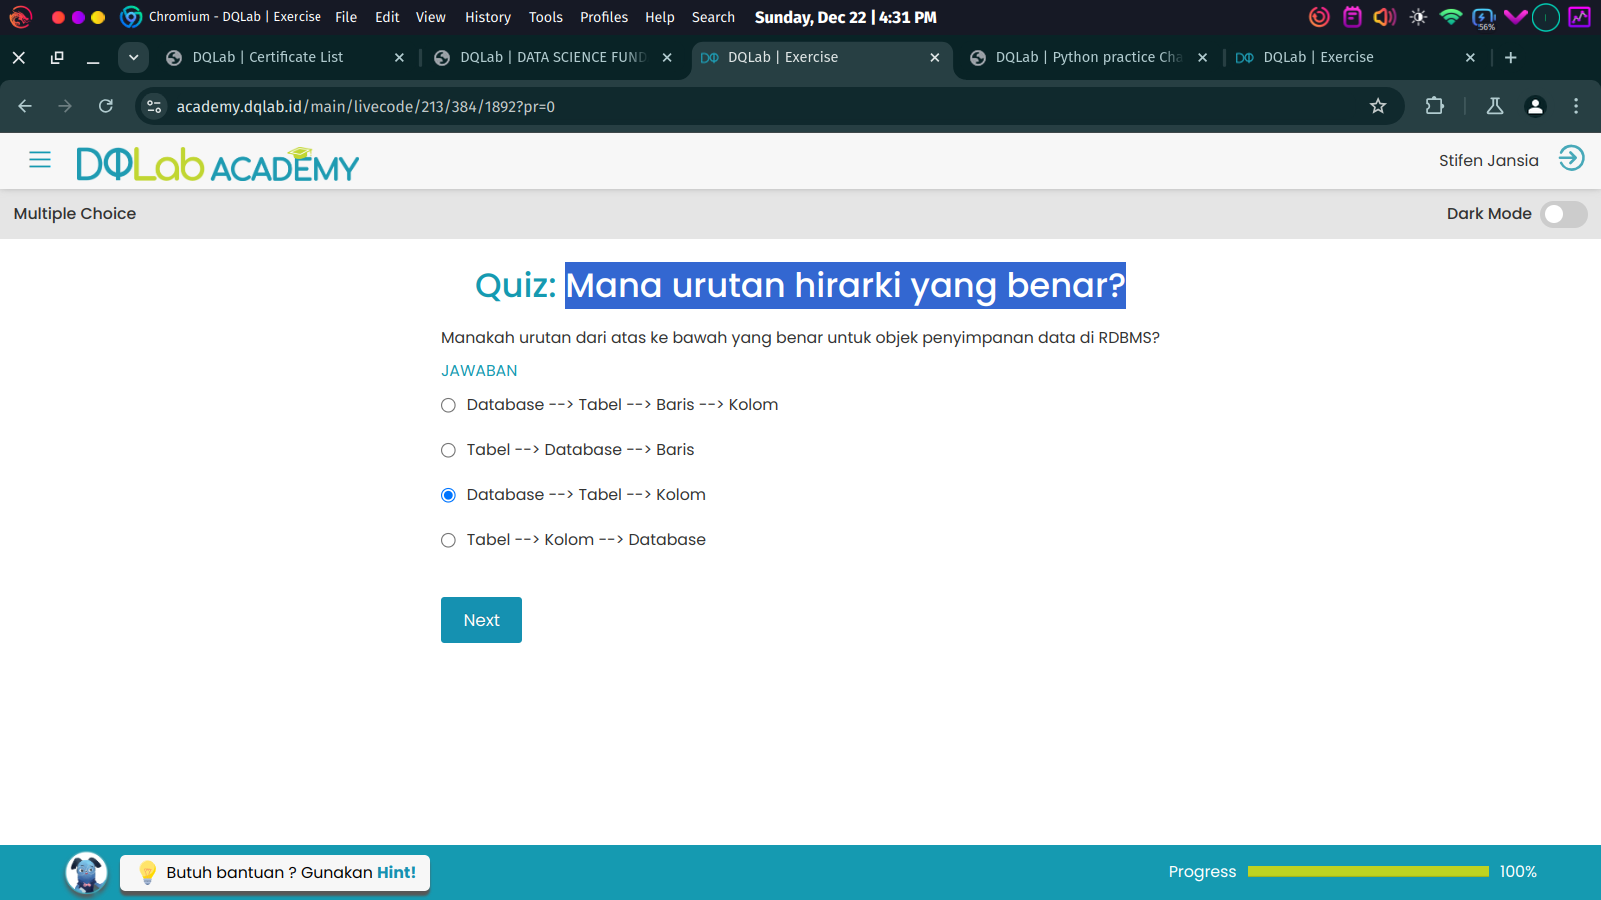 Chromium - DQLab | Exercise File Edit View History Tools Profiles Help Search Sunday, Dec 22 | 4:31 PM
56%
DQLab | Certificate List
DQLab | DATA SCIENCE FUND
DQLab | Exercise
DQLab | Python practice Cha
DQLab | Exercise
academy.dqlab.id/main/livecode/213/384/1892?pr=0
DQLab ACADEMY
Stifen Jansia
Multiple Choice
Dark Mode
Quiz: Mana urutan hirarki yang benar?
Manakah urutan dari atas ke bawah yang benar untuk objek penyimpanan data di RDBMS?
JAWABAN
Database --> Tabel --> Baris --> Kolom
Tabel --> Database --> Baris
Database --> Tabel --> Kolom
Tabel --> Kolom --> Database
Next
Butuh bantuan ? Gunakan Hint!
Progress 100%